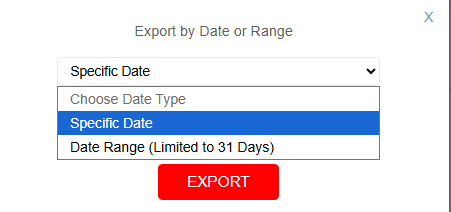 X
Export by Date or Range
Specific Date
Choose Date Type
Specific Date
Date Range (Limited to 31 Days)
EXPORT